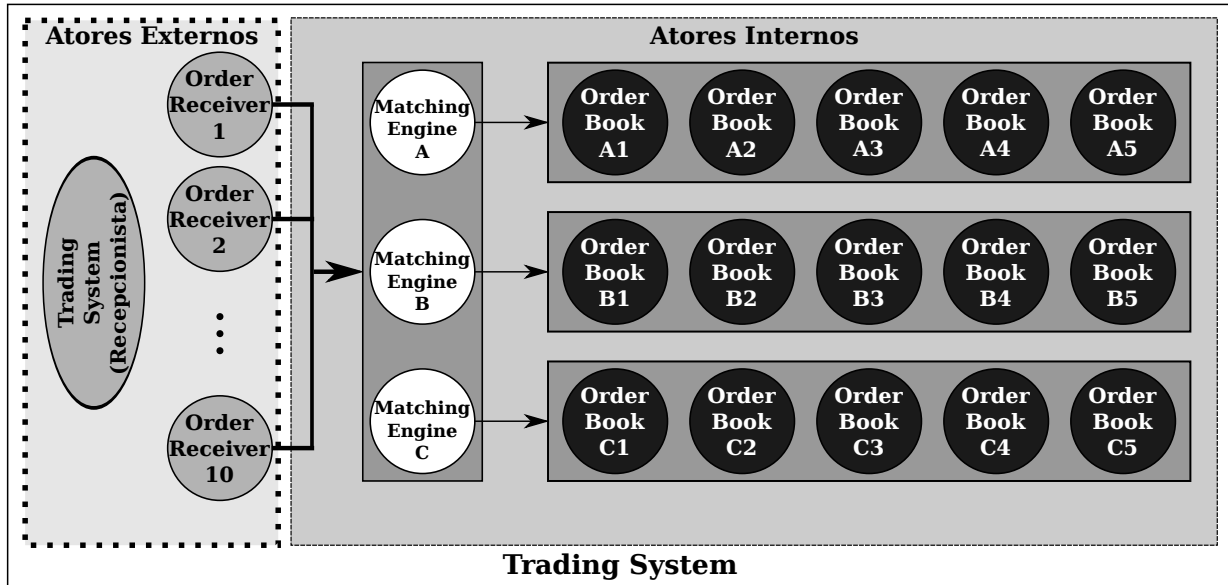 Atores Externos
Atores Internos
Order
Receiver
1
Order
Receiver
2
Order
Receiver
10
Trading
System
(Recepcionista)
Matching
Engine
A
Matching
Engine
B
Matching
Engine
C
Order
Book
A1
Order
Book
A2
Order
Book
A3
Order
Book
A4
Order
Book
A5
Order
Book
B1
Order
Book
B2
Order
Book
B3
Order
Book
B4
Order
Book
B5
Order
Book
C1
Order
Book
C2
Order
Book
C3
Order
Book
C4
Order
Book
C5
Trading System